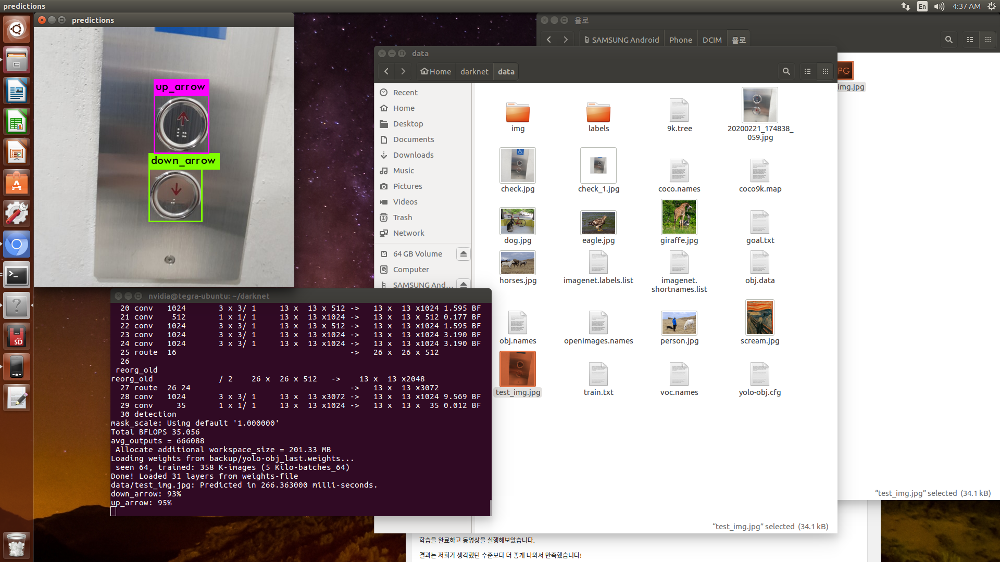 predictions
En
4:37 AM
predictions
up_arrow
down_arrow
욜로
SAMSUNG Android
Phone
DCIM
욜로
PG
img.jpg
"test_img.jpg" selected (34.1 kB)
data
Home
darknet
data
Recent
Home
Desktop
Documents
Downloads
Music
Pictures
Videos
Trash
Network
64 GB Volume
Computer
SAMSUNG And...
img
labels
9k.tree
20200221_174838_
059.jpg
check.jpg
check_1.jpg
coco.names
coco9k.map
dog.jpg
eagle.jpg
giraffe.jpg
goal.txt
horses.jpg
imagenet.labels.list
imagenet.
shortnames.list
obj.data
obj.names
openimages.names
person.jpg
scream.jpg
test_img.jpg
train.txt
voc.names
yolo-obj.cfg
"test_img.jpg" selected (34.1 kB)
nvidia@tegra-ubuntu: ~/darknet
20 conv 1024 3 x 3/ 1 13 x 13 x 512 -> 13 x 13 x1024 1.595 BF
21 conv 512 1 x 1/ 1 13 x 13 x1024 -> 13 x 13 x 512 0.177 BF
22 conv 1024 3 x 3/ 1 13 x 13 x 512 -> 13 x 13 x1024 1.595 BF
23 conv 1024 3 x 3/ 1 13 x 13 x1024 -> 13 x 13 x1024 3.190 BF
24 conv 1024 3 x 3/ 1 13 x 13 x1024 -> 13 x 13 x1024 3.190 BF
25 route 16 -> 26 x 26 x 512
26
reorg_old
reorg_old / 2 26 x 26 x 512 -> 13 x 13 x2048
27 route 26 24 -> 13 x 13 x3072
28 conv 1024 3 x 3/ 1 13 x 13 x3072 -> 13 x 13 x1024 9.569 BF
29 conv 35 1 x 1/ 1 13 x 13 x1024 -> 13 x 13 x 35 0.012 BF
30 detection
mask_scale: Using default '1.000000'
Total BFLOPS 35.056
avg_outputs = 666088
Allocate additional workspace_size = 201.33 MB
Loading weights from backup/yolo-obj_last.weights...
seen 64, trained: 358 K-images (5 Kilo-batches_64)
Done! Loaded 31 layers from weights-file
data/test_img.jpg: Predicted in 266.363000 milli-seconds.
down_arrow: 93%
up_arrow: 95%
학습을 완료하고 동영상을 실행해보았습니다.
결과는 저희가 생각했던 수준보다 더 좋게 나와서 만족했습니다!
SD